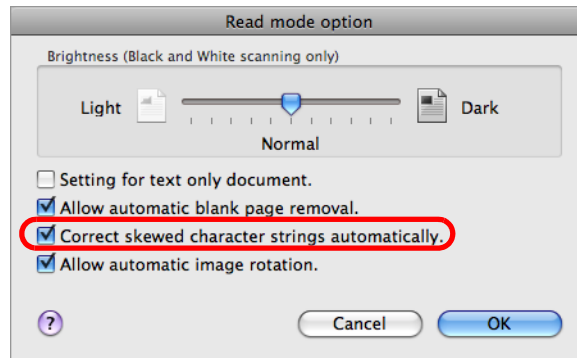 Read mode option
Brightness (Black and White scanning only)
Light Dark
Normal
Setting for text only document.
Allow automatic blank page removal.
Correct skewed character strings automatically.
Allow automatic image rotation.
? Cancel OK